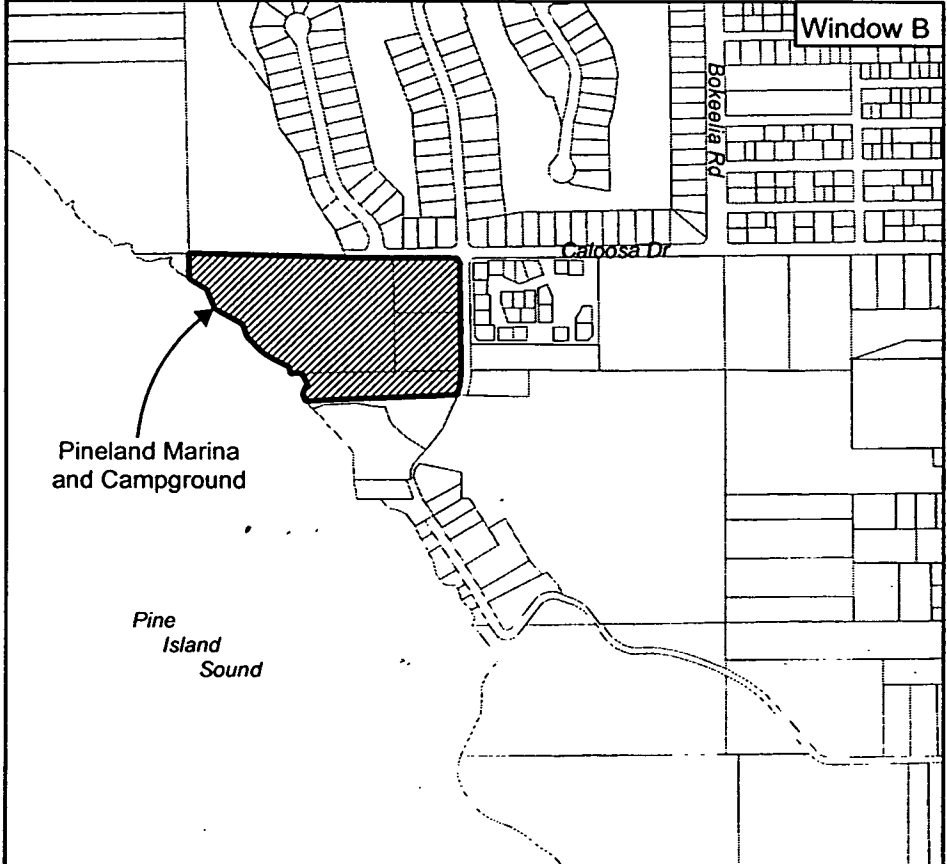 Window B
Bokeelia Rd
Caloosa Dr
Pineland Marina
and Campground
Pine
Island
Sound